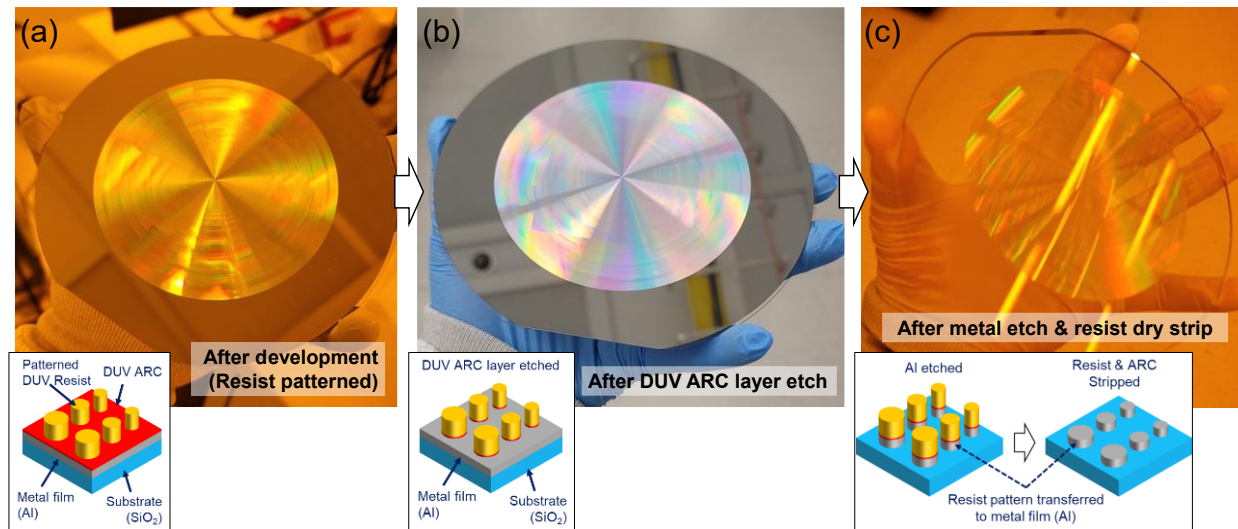 (a)
After development
(Resist patterned)
Patterned
DUV Resist
DUV ARC
Metal film
(Al)
Substrate
(SiO₂)
(b)
After DUV ARC layer etch
DUV ARC layer etched
Metal film
(Al)
Substrate
(SiO₂)
(c)
After metal etch & resist dry strip
Al etched
Resist & ARC
Stripped
Resist pattern transferred
to metal film (Al)